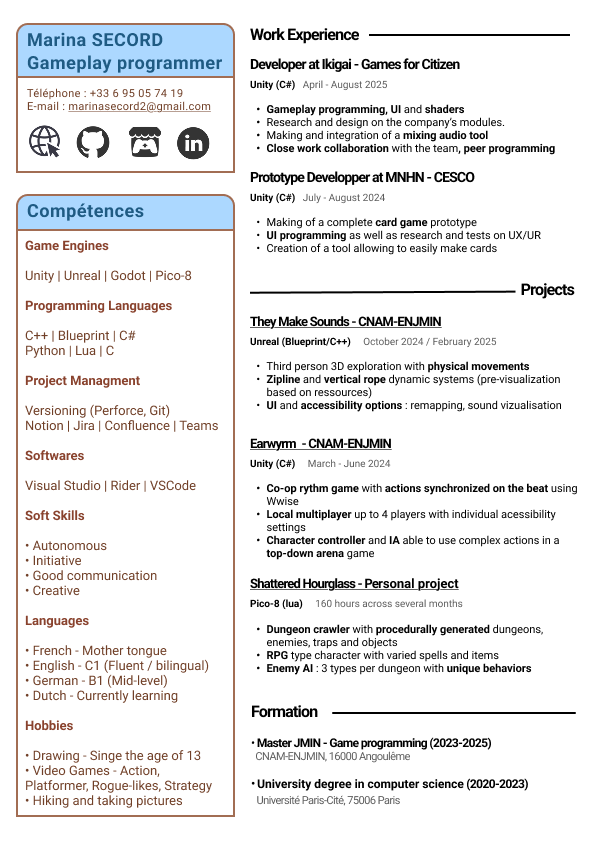 Marina SECORD
Gameplay programmer
Téléphone : +33 6 95 05 74 19
E-mail : marinasecord2@gmail.com
in
Compétences
Game Engines
Unity | Unreal | Godot | Pico-8
Programming Languages
C++ | Blueprint | C#
Python | Lua | C
Project Managment
Versioning (Perforce, Git)
Notion | Jira | Confluence | Teams
Softwares
Visual Studio | Rider | VSCode
Soft Skills
• Autonomous
• Initiative
• Good communication
• Creative
Languages
• French - Mother tongue
• English - C1 (Fluent / bilingual)
• German - B1 (Mid-level)
• Dutch - Currently learning
Hobbies
• Drawing - Singe the age of 13
• Video Games - Action,
Platformer, Rogue-likes, Strategy
• Hiking and taking pictures
Work Experience
Developer at Ikigai - Games for Citizen
Unity (C#) April - August 2025
• Gameplay programming, UI and shaders
• Research and design on the company's modules.
• Making and integration of a mixing audio tool
• Close work collaboration with the team, peer programming
Prototype Developper at MNHN - CESCO
Unity (C#) July - August 2024
• Making of a complete card game prototype
• UI programming as well as research and tests on UX/UR
• Creation of a tool allowing to easily make cards
Projects
They Make Sounds - CNAM-ENJMIN
Unreal (Blueprint/C++) October 2024 / February 2025
• Third person 3D exploration with physical movements
• Zipline and vertical rope dynamic systems (pre-visualization
based on ressources)
• UI and accessibility options : remapping, sound vizualisation
Earwyrm - CNAM-ENJMIN
Unity (C#) March - June 2024
• Co-op rythm game with actions synchronized on the beat using
Wwise
• Local multiplayer up to 4 players with individual acessibility
settings
• Character controller and IA able to use complex actions in a
top-down arena game
Shattered Hourglass - Personal project
Pico-8 (lua) 160 hours across several months
• Dungeon crawler with procedurally generated dungeons,
enemies, traps and objects
• RPG type character with varied spells and items
• Enemy AI : 3 types per dungeon with unique behaviors
Formation
• Master JMIN - Game programming (2023-2025)
CNAM-ENJMIN, 16000 Angoulême
• University degree in computer science (2020-2023)
Université Paris-Cité, 75006 Paris